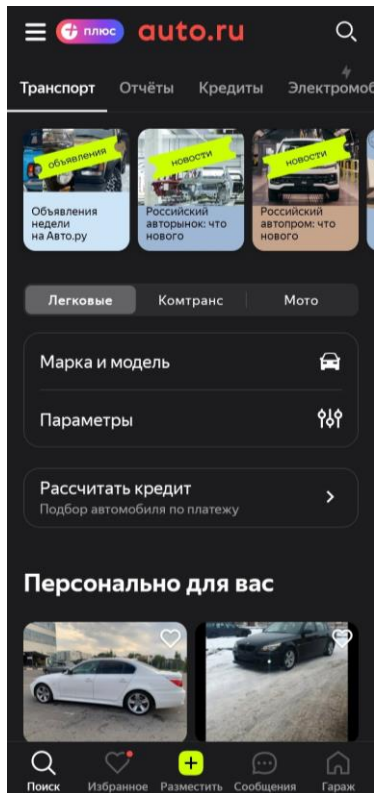 плюс auto.ru
Транспорт Отчёты Кредиты Электромоб
объявления
новости
новости
Объявления
недели
на Авто.ру
Российский
авторынок: что
нового
Российский
автопром: что
нового
Легковые Комтранс Мото
Марка и модель
Параметры
Рассчитать кредит
Подбор автомобиля по платежу
Персонально для вас
Поиск Избранное Разместить Сообщения Гараж